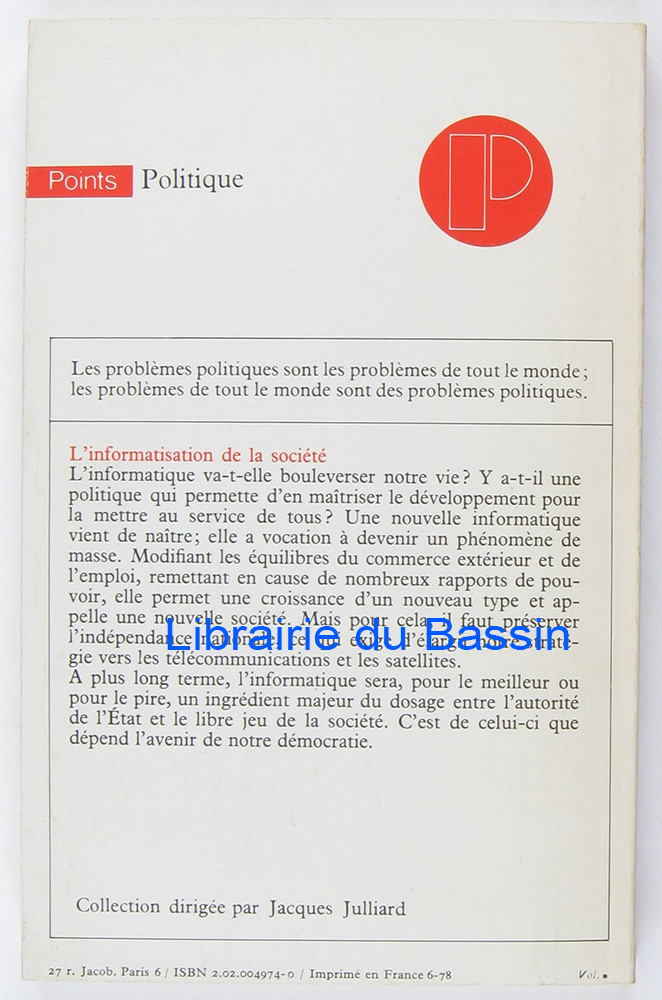 Points Politique
Les problèmes politiques sont les problèmes de tout le monde;
les problèmes de tout le monde sont des problèmes politiques.
L'informatisation de la société
L'informatique va-t-elle bouleverser notre vie? Y a-t-il une
politique qui permette d'en maîtriser le développement pour
la mettre au service de tous? Une nouvelle informatique
vient de naître; elle a vocation à devenir un phénomène de
masse. Modifiant les équilibres du commerce extérieur et de
l'emploi, remettant en cause de nombreux rapports de pou-
voir, elle permet une croissance d'un nouveau type et ap-
pelle une nouvelle société. Mais pour cela il faut préserver
l'indépendance nationale, ce qui exige d'élargir notre straté-
Librairie du Bassin
gie vers les télécommunications et les satellites.
A plus long terme, l'informatique sera, pour le meilleur ou
pour le pire, un ingrédient majeur du dosage entre l'autorité
de l'État et le libre jeu de la société. C'est de celui-ci que
dépend l'avenir de notre démocratie.
Collection dirigée par Jacques Julliard
27 r. Jacob, Paris 6 / ISBN 2.02.004974-0 / Imprimé en France 6-78
Vol.